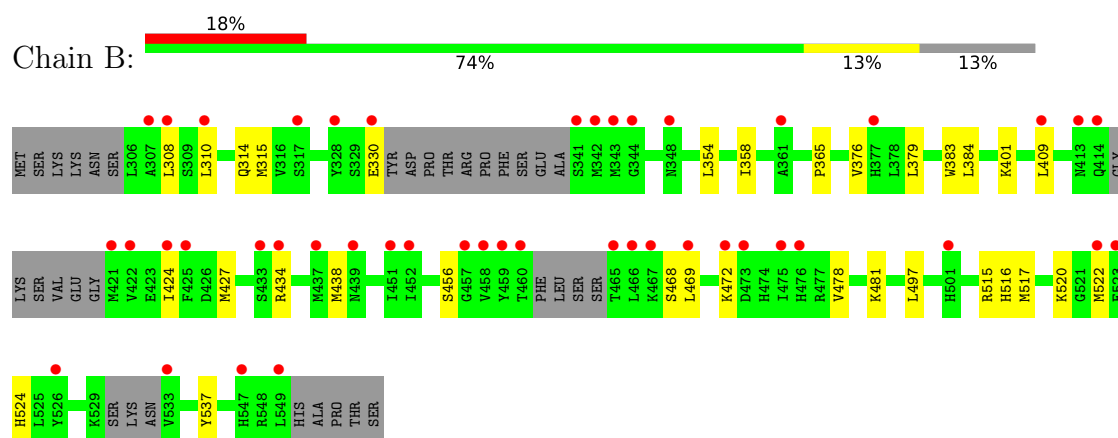 18%
Chain B:
74% 13% 13%
MET SER LYS LYS ASN SER L306 A307 L308 S309 L310 Q314 M315 V316 S317 Y328 S329 E330 TYR ASP PRO THR ARG PRO PHE SER GLU ALA S341 M342 M343 G344 N348 L354 I358 A361 P365 V376 H377 L378 L379 W383 L384 K401 L409 N413 Q414 GLY
LYS SER VAL GLU GLY M421 V422 E423 I424 F425 D426 M427 S433 R434 M437 M438 N439 I451 I452 S456 G457 V458 Y459 T460 PHE LEU SER SER T465 L466 K467 S468 L469 K472 D473 H474 I475 H476 R477 V478 K481 L497 H501 R515 H516 M517 K520 G521 M522 E523
H524 L525 Y526 K529 SER LYS ASN V533 Y537 H547 R548 L549 HIS ALA PRO THR SER